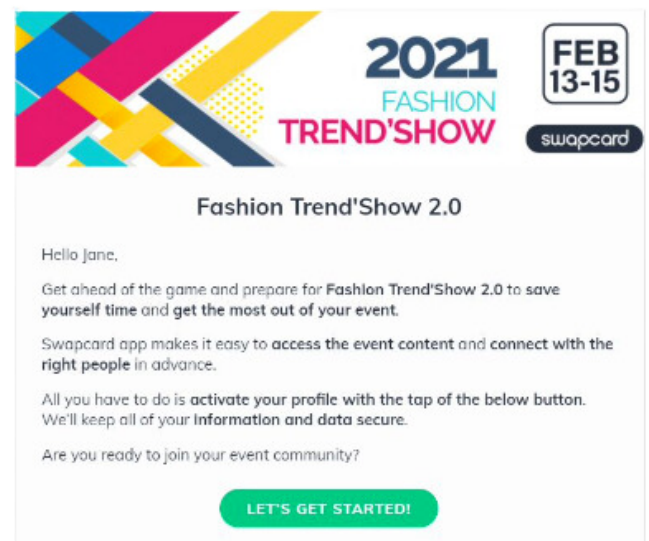 2021
FASHION
TREND'SHOW
FEB
13-15
swapcard
Fashion Trend'Show 2.0
Hello Jane,
Get ahead of the game and prepare for Fashion Trend'Show 2.0 to save
yourself time and get the most out of your event.
Swapcard app makes it easy to access the event content and connect with the
right people in advance.
All you have to do is activate your profile with the tap of the below button.
We'll keep all of your information and data secure.
Are you ready to join your event community?
LET'S GET STARTED!